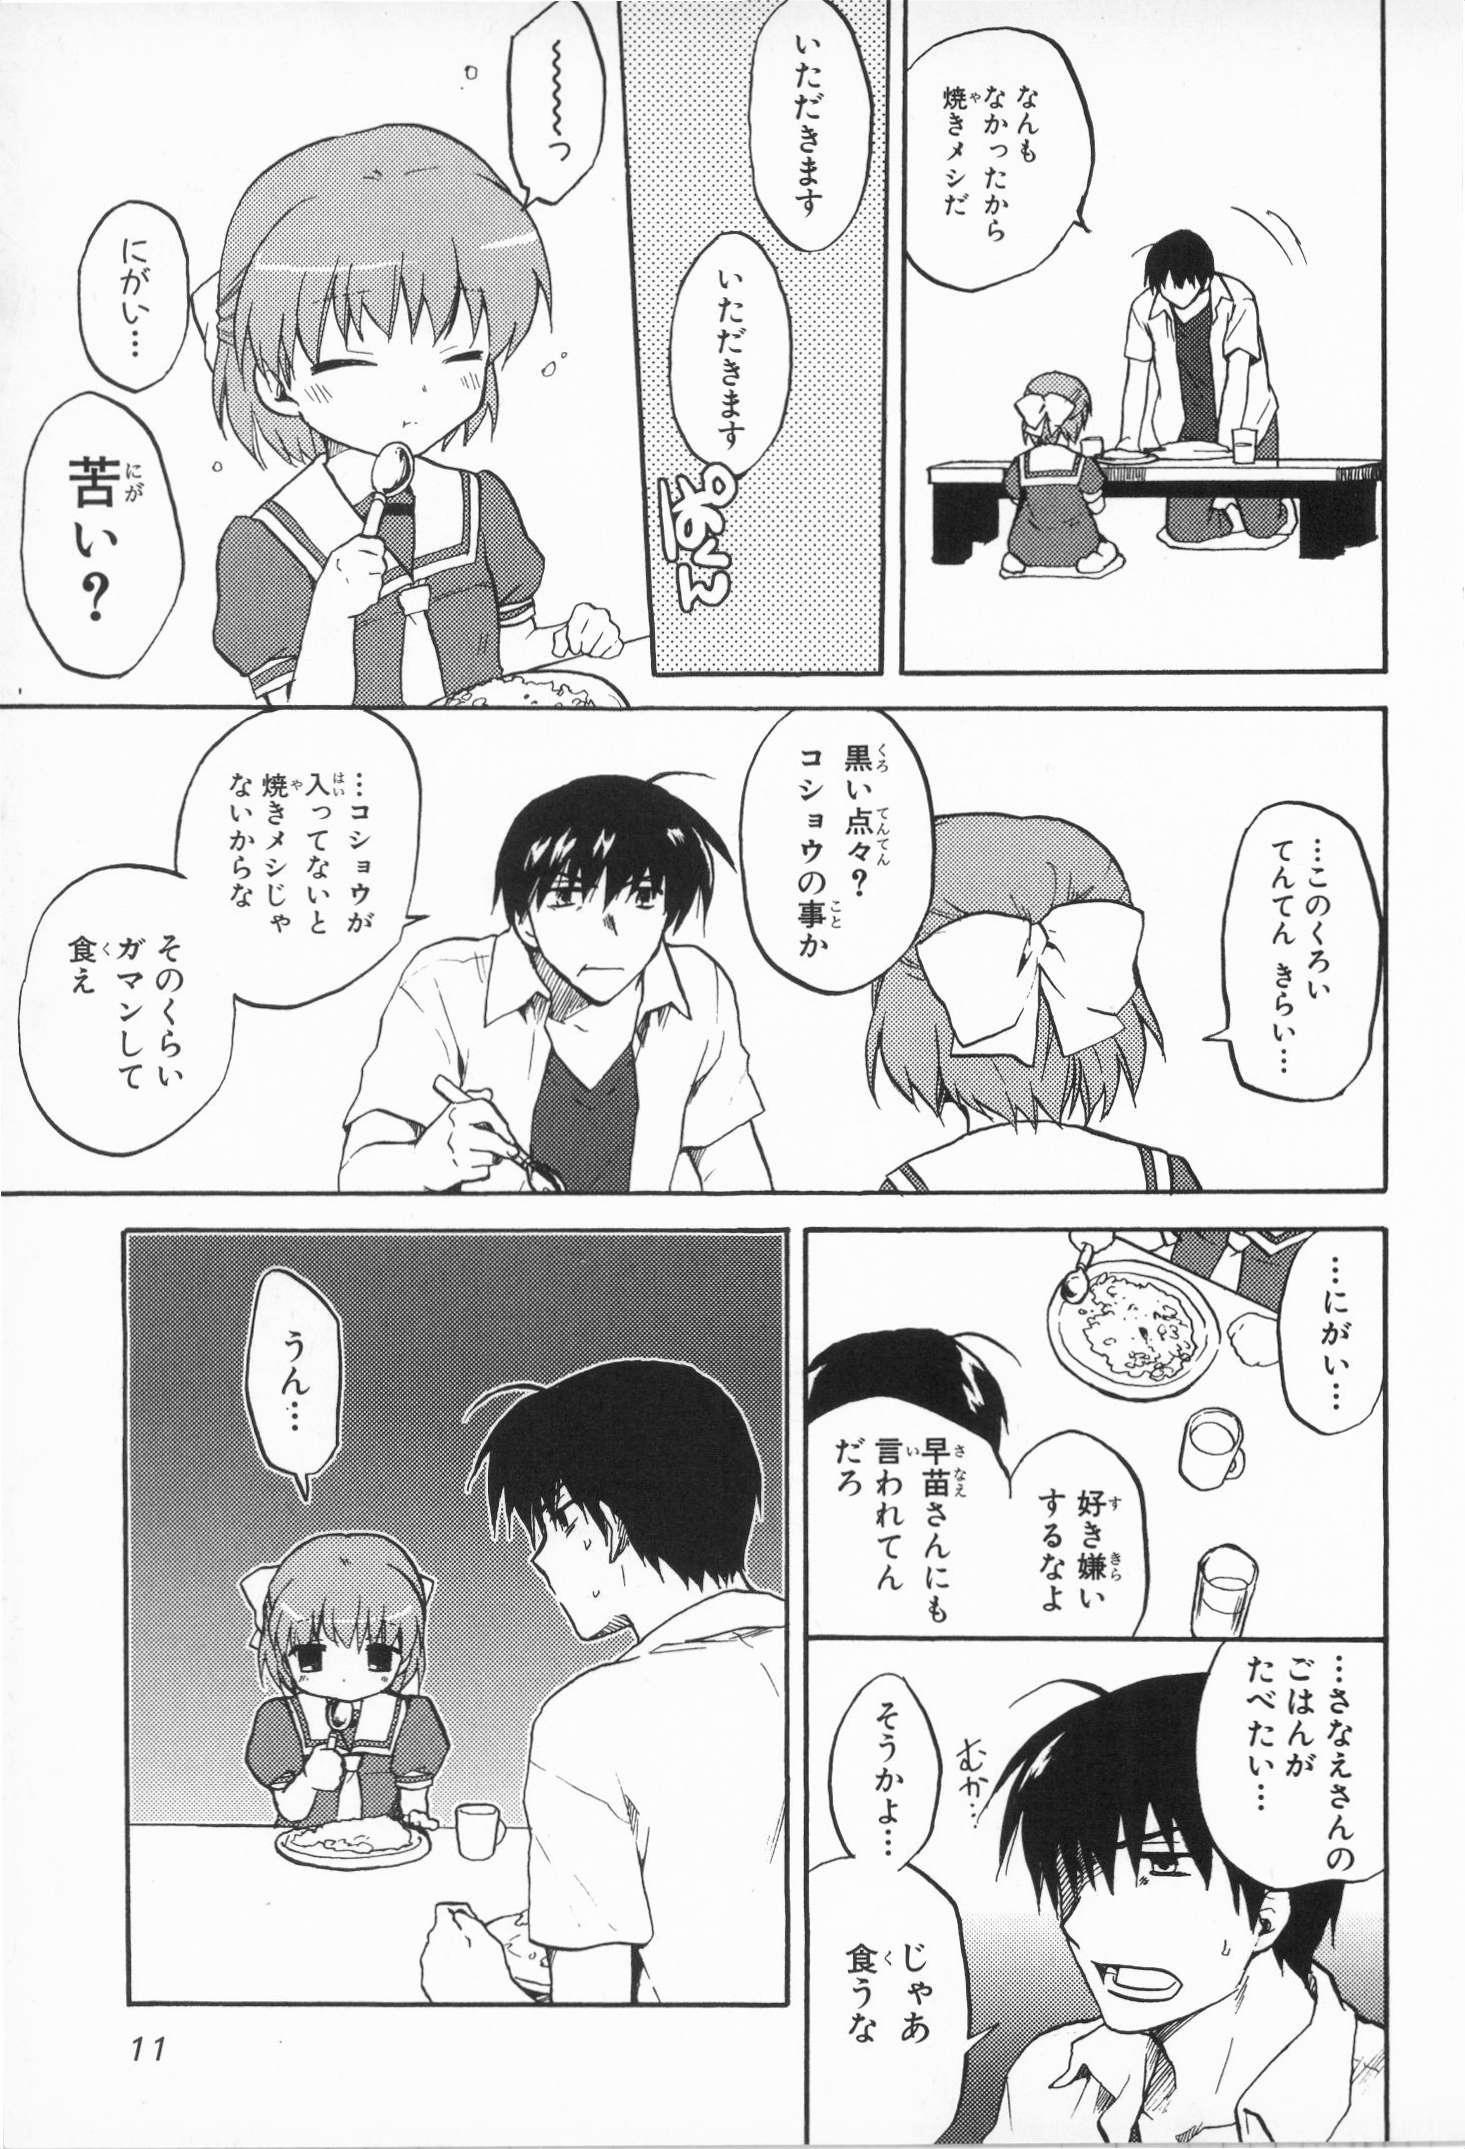 なんも
なかったから
焼きメシだ
いただきます
いただきます
ぱくん
〜〜〜〜っ
にがい…
苦い?
…このくろい
てんてん きらい…
黒い点々?
コショウの事か
…コショウが
入ってないと
焼きメシじゃ
ないからな
そのくらい
ガマンして
食え
…にがい…
好き嫌い
するなよ
早苗さんにも
言われてん
だろ
…さなえさんの
ごはんが
たべたい…
むか…
そうかよ…
じゃあ
食うな
うん…
11